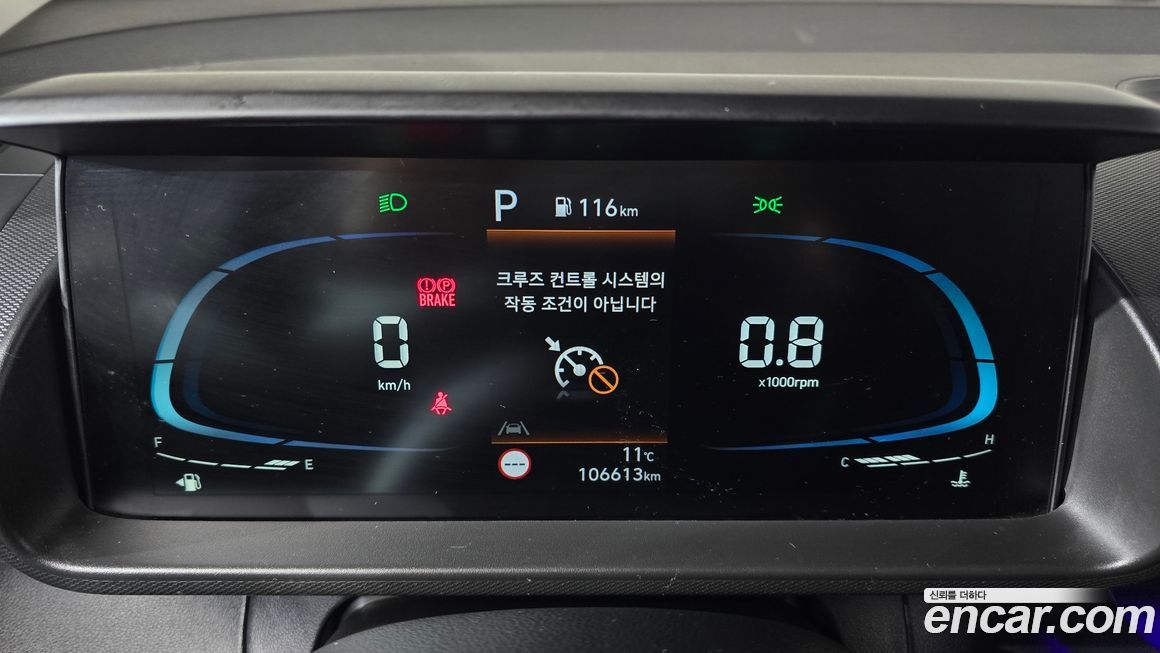 P 116km
크루즈 컨트롤 시스템의
작동 조건이 아닙니다
(!) (P)
BRAKE
0
km/h
0.8
x1000rpm
F
E
C
H
---
11℃
106613km
신뢰를 더하다
encar.com